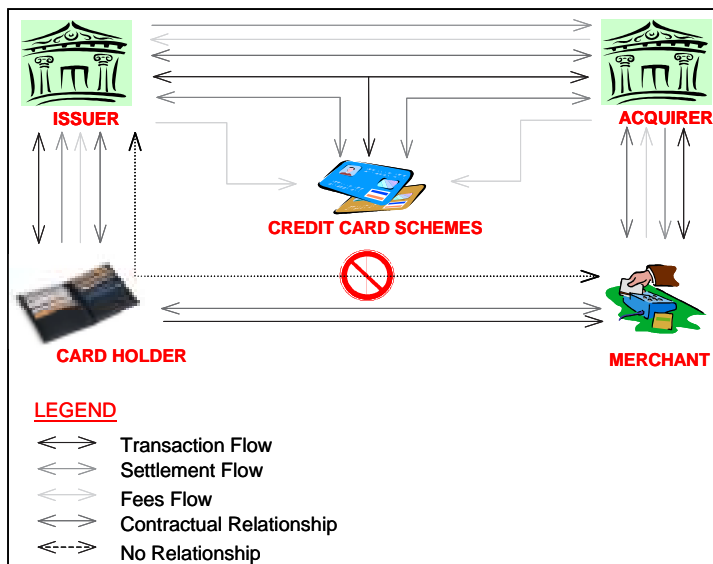 ISSUER
ACQUIRER
CREDIT CARD SCHEMES
CARD HOLDER
MERCHANT
LEGEND
Transaction Flow
Settlement Flow
Fees Flow
Contractual Relationship
No Relationship